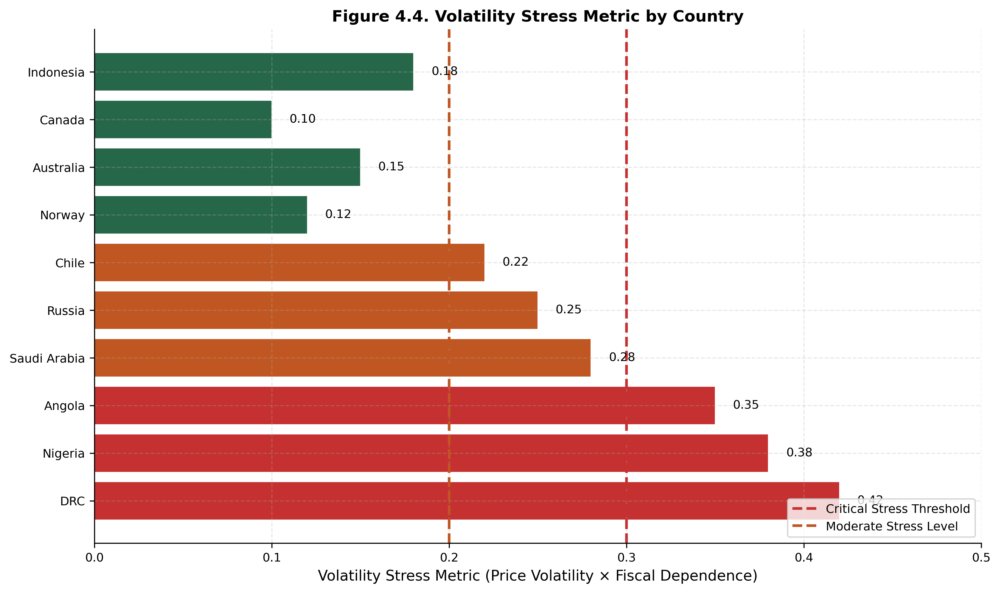 Figure 4.4. Volatility Stress Metric by Country
Indonesia 0.18
Canada 0.10
Australia 0.15
Norway 0.12
Chile 0.22
Russia 0.25
Saudi Arabia 0.28
Angola 0.35
Nigeria 0.38
DRC 0.42
Critical Stress Threshold
Moderate Stress Level
0.0 0.1 0.2 0.3 0.4 0.5
Volatility Stress Metric (Price Volatility × Fiscal Dependence)